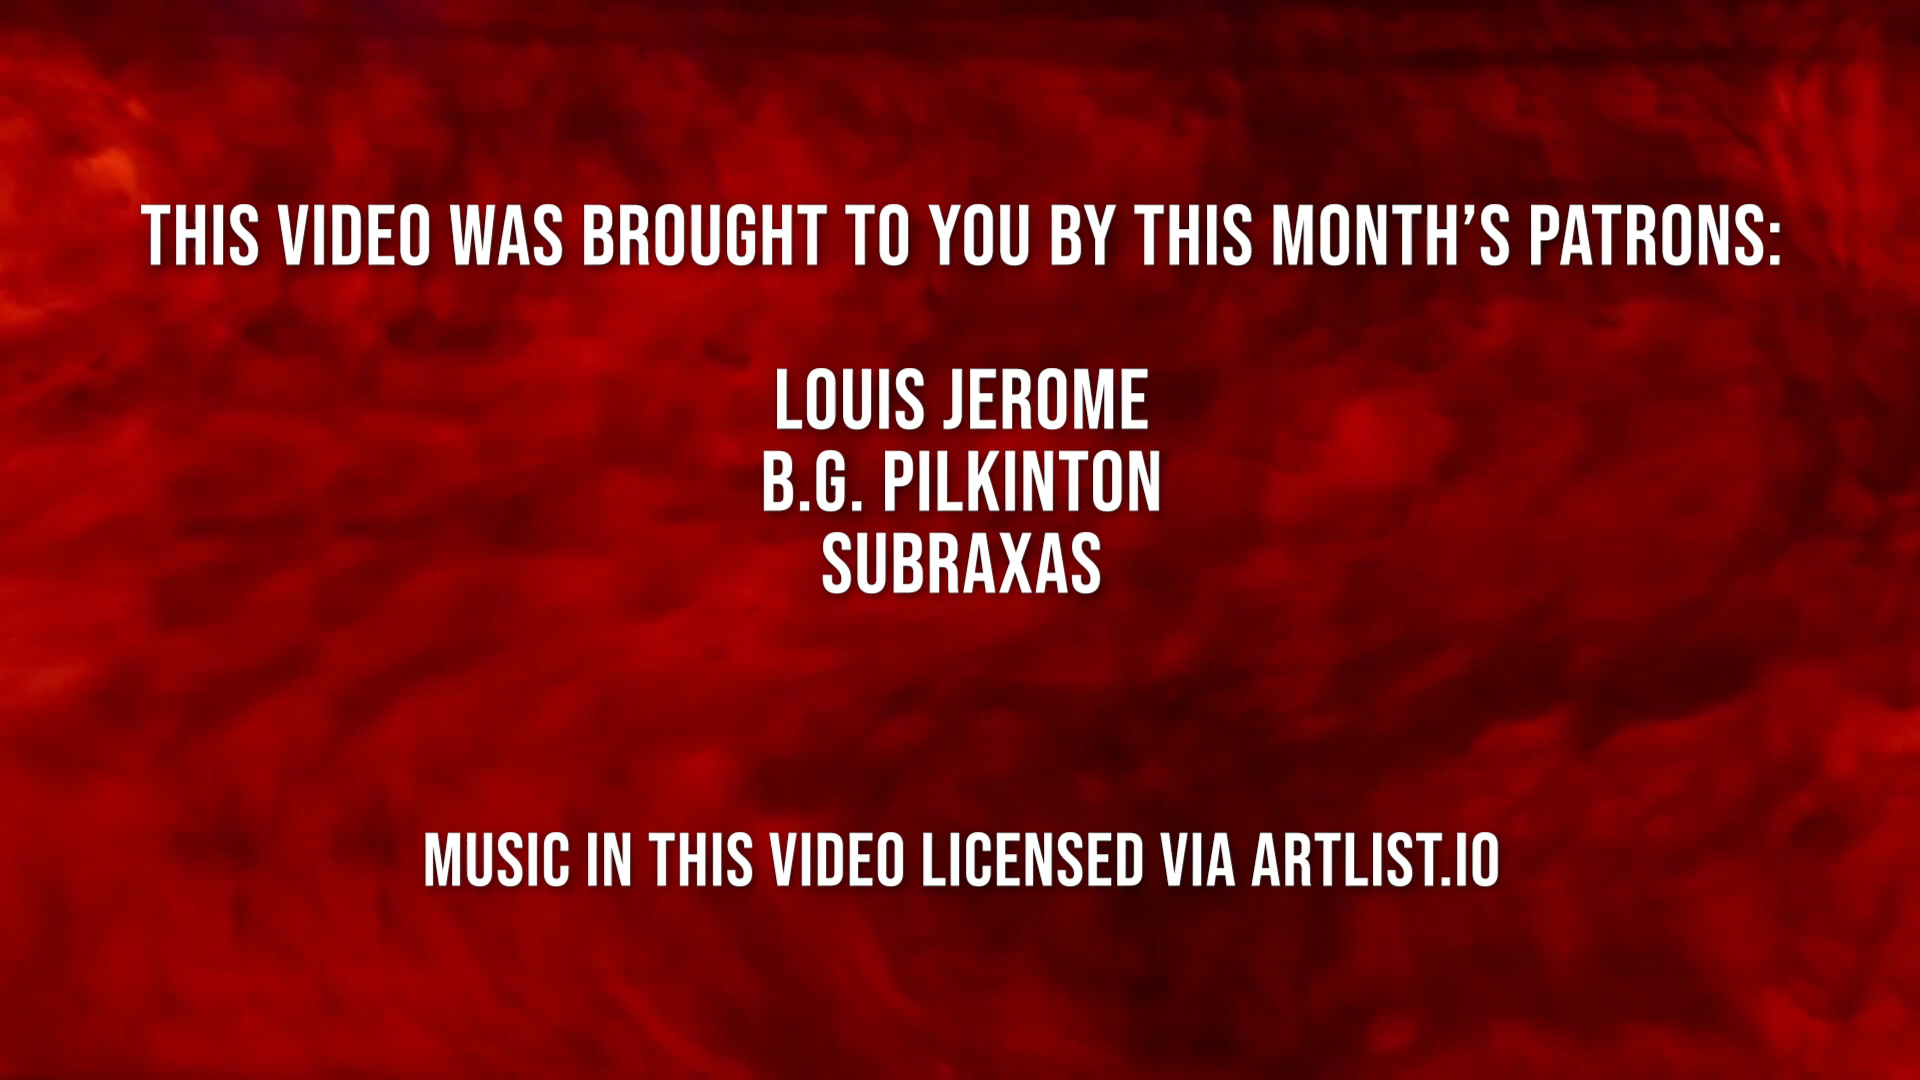 THIS VIDEO WAS BROUGHT TO YOU BY THIS MONTH’S PATRONS:
LOUIS JEROME
B.G. PILKINTON
SUBRAXAS
MUSIC IN THIS VIDEO LICENSED VIA ARTLIST.IO